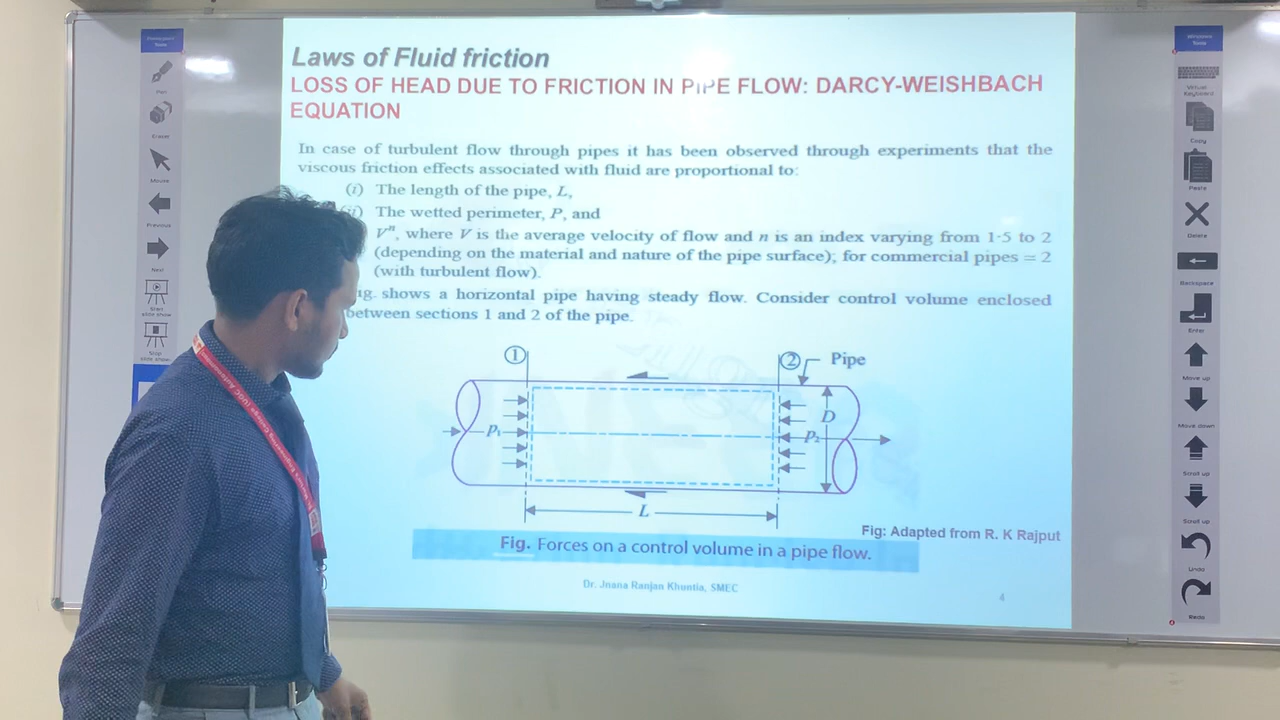 Laws of Fluid friction
LOSS OF HEAD DUE TO FRICTION IN PIPE FLOW: DARCY-WEISHBACH
EQUATION
In case of turbulent flow through pipes it has been observed through experiments that the
viscous friction effects associated with fluid are proportional to:
(i) The length of the pipe, L,
The wetted perimeter, P, and
Vⁿ, where V is the average velocity of flow and n is an index varying from 1·5 to 2
(depending on the material and nature of the pipe surface); for commercial pipes = 2
(with turbulent flow).
shows a horizontal pipe having steady flow. Consider control volume enclosed
between sections 1 and 2 of the pipe.
① ② Pipe
D
p₁ p₂
L
Fig: Adapted from R. K Rajput
Fig. Forces on a control volume in a pipe flow.
Dr. Jnana Ranjan Khuntia, SMEC
4
Pen
Eraser
Mouse
Previous
Next
Start
slide show
Stop
slide show
Virtual
Keyboard
Copy
Paste
Delete
Backspace
Enter
Move up
Move down
Scroll up
Scroll up
Undo
Redo